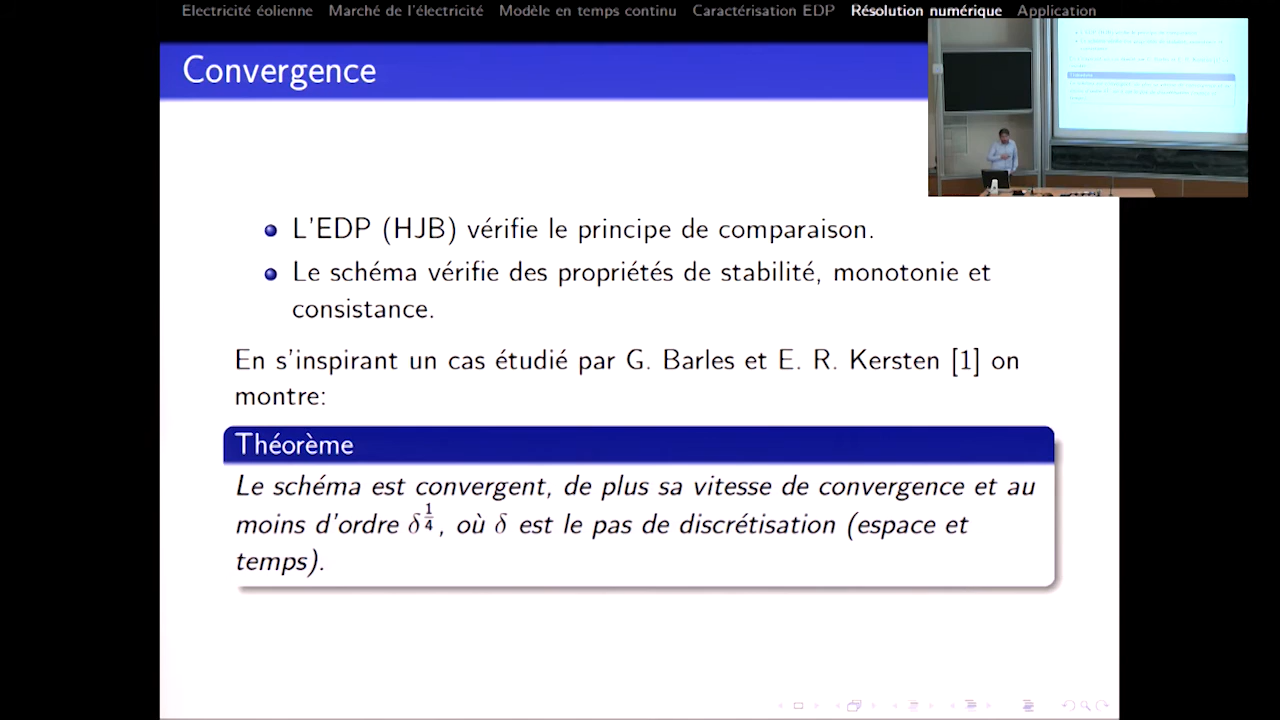 Electricité éolienne Marché de l'électricité Modèle en temps continu Caractérisation EDP Résolution numérique Application
Convergence
L'EDP (HJB) vérifie le principe de comparaison.
Le schéma vérifie des propriétés de stabilité, monotonie et
consistance.
En s'inspirant un cas étudié par G. Barles et E. R. Kersten [1] on
montre:
Théorème
Le schéma est convergent, de plus sa vitesse de convergence et au
moins d'ordre δ^{1/4}, où δ est le pas de discrétisation (espace et
temps).